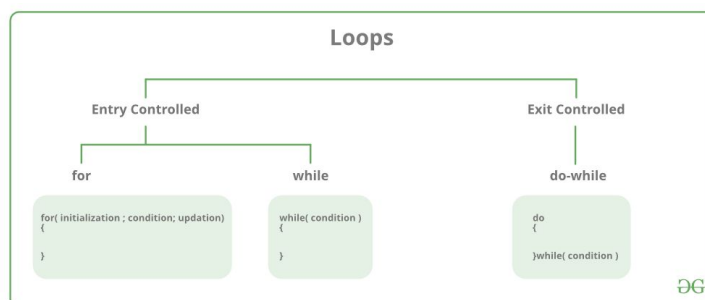 Loops
Entry Controlled
Exit Controlled
for
while
do-while
for( initialization ; condition; updation)
{
}
while( condition )
{
}
do
{
}while( condition )